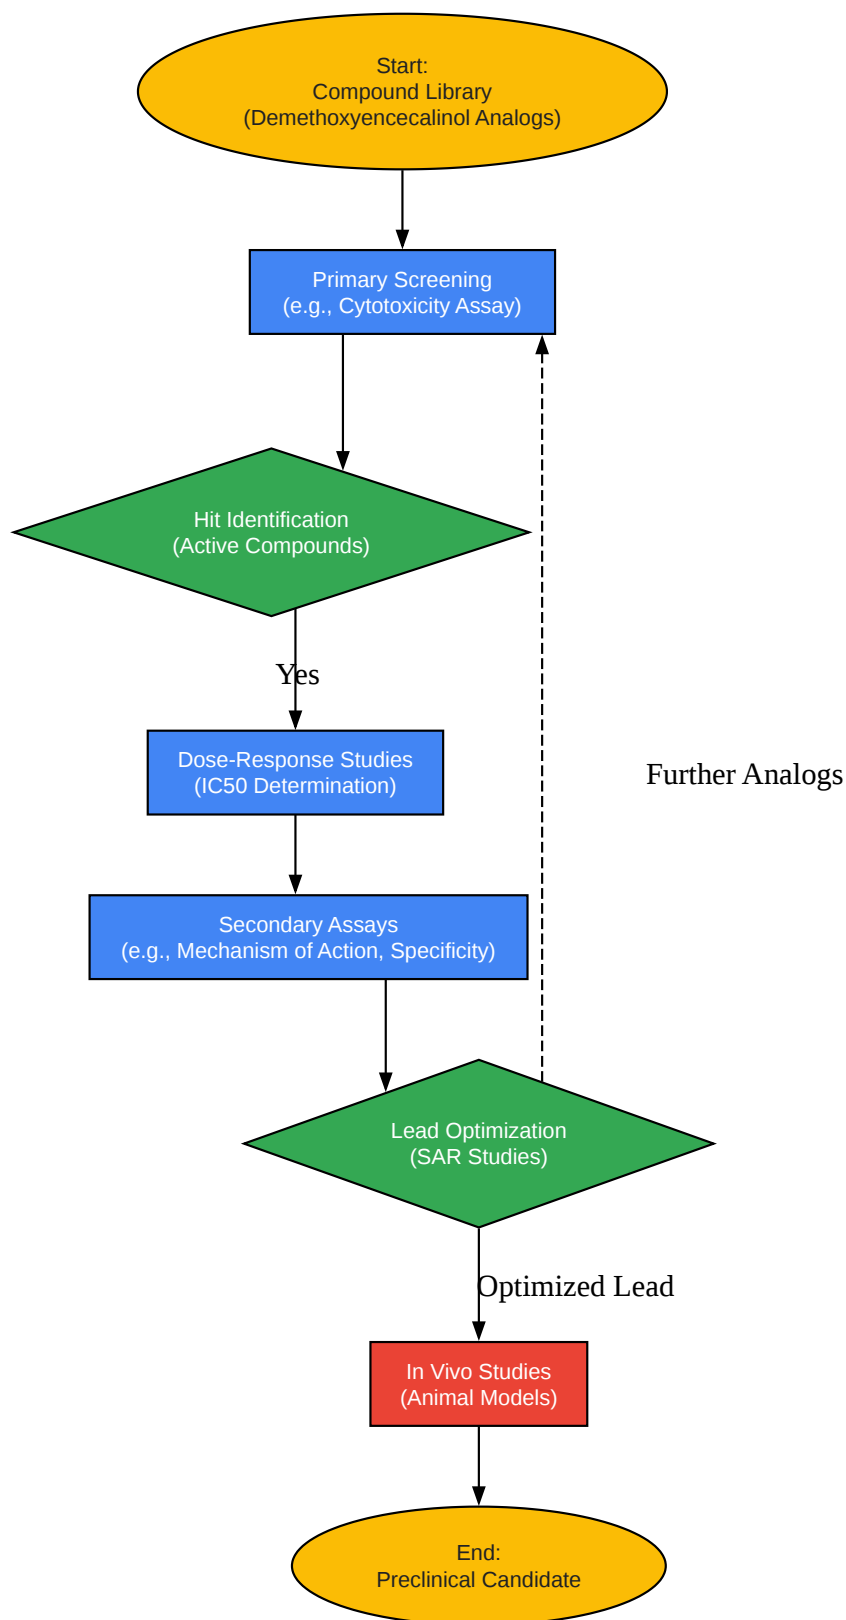 Start:
Compound Library
(Demethoxyencecalinol Analogs)
Primary Screening
(e.g., Cytotoxicity Assay)
Hit Identification
(Active Compounds)
Yes
Dose-Response Studies
(IC50 Determination)
Further Analogs
Secondary Assays
(e.g., Mechanism of Action, Specificity)
Lead Optimization
(SAR Studies)
Optimized Lead
In Vivo Studies
(Animal Models)
End:
Preclinical Candidate